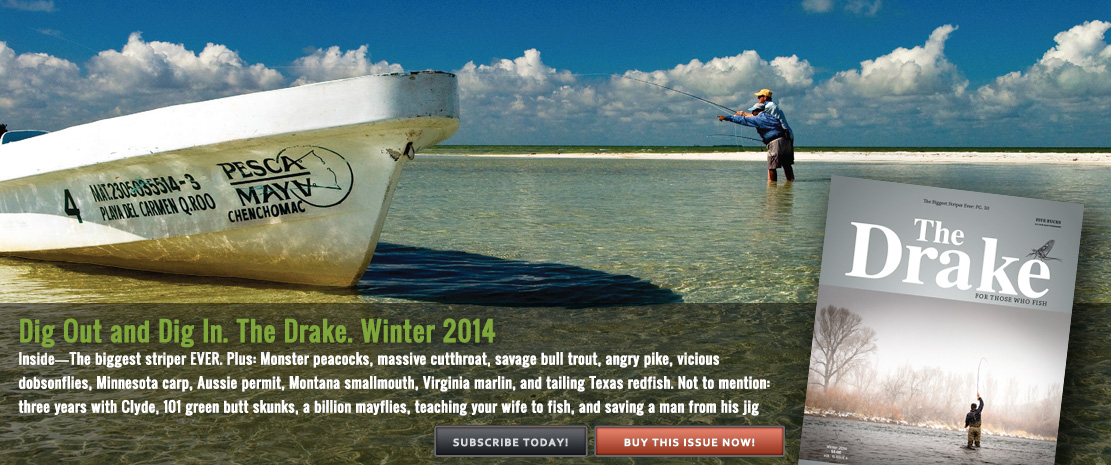 PESCA
MAYA
CHENCHOMAC
4
MAT.2305035514-3
PLAYA DEL CARMEN Q.ROO
The Biggest Striper Ever: PG. 50
The
Drake
FOR THOSE WHO FISH
Dig Out and Dig In. The Drake. Winter 2014
Inside—The biggest striper EVER. Plus: Monster peacocks, massive cutthroat, savage bull trout, angry pike, vicious
dobsonflies, Minnesota carp, Aussie permit, Montana smallmouth, Virginia marlin, and tailing Texas redfish. Not to mention:
three years with Clyde, 101 green butt skunks, a billion mayflies, teaching your wife to fish, and saving a man from his jig
SUBSCRIBE TODAY!
BUY THIS ISSUE NOW!